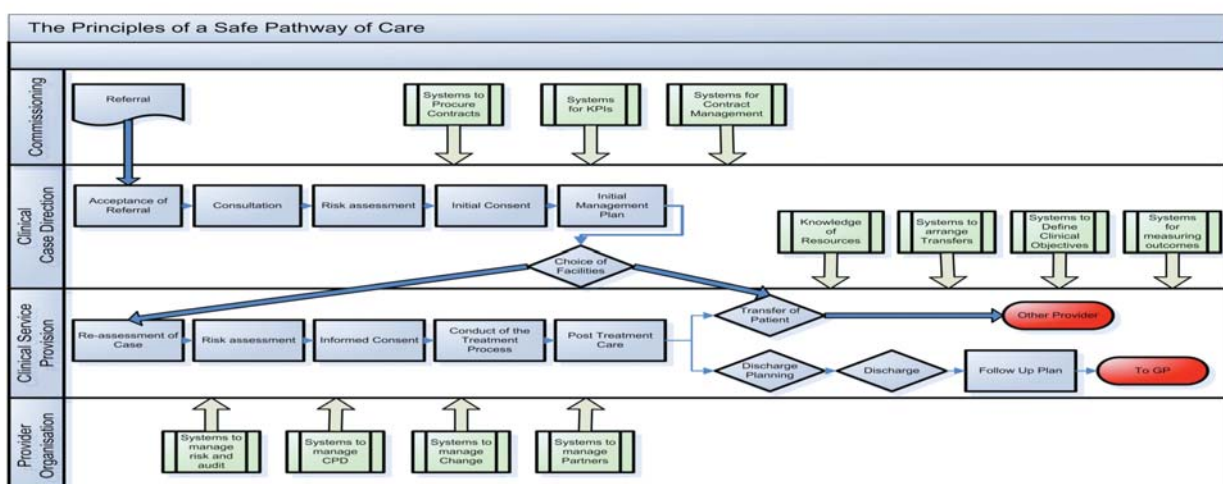 The Principles of a Safe Pathway of Care
Commissioning
Referral
Systems to
Procure
Contracts
Systems
for KPIs
Systems for
Contract
Management
Clinical
Case Direction
Acceptance of
Referral
Consultation
Risk assessment
Initial Consent
Initial
Management
Plan
Choice of
Facilities
Knowledge
of
Resources
Systems to
arrange
Transfers
Systems to
Define
Clinical
Objectives
Systems
for
measuring
outcomes
Clinical Service
Provision
Re-assessment of
Case
Risk assessment
Informed Consent
Conduct of the
Treatment
Process
Post Treatment
Care
Transfer of
Patient
Other Provider
Discharge
Planning
Discharge
Follow Up Plan
To GP
Provider
Organisation
Systems to
manage
risk and
audit
Systems to
manage
CPD
Systems to
manage
Change
Systems to
manage
Partners